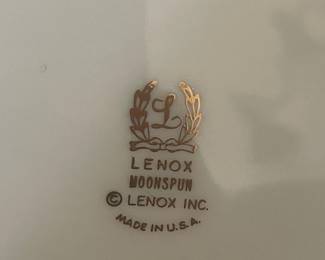 L
LENOX
MOONSPUN
© LENOX INC.
MADE IN U.S.A.